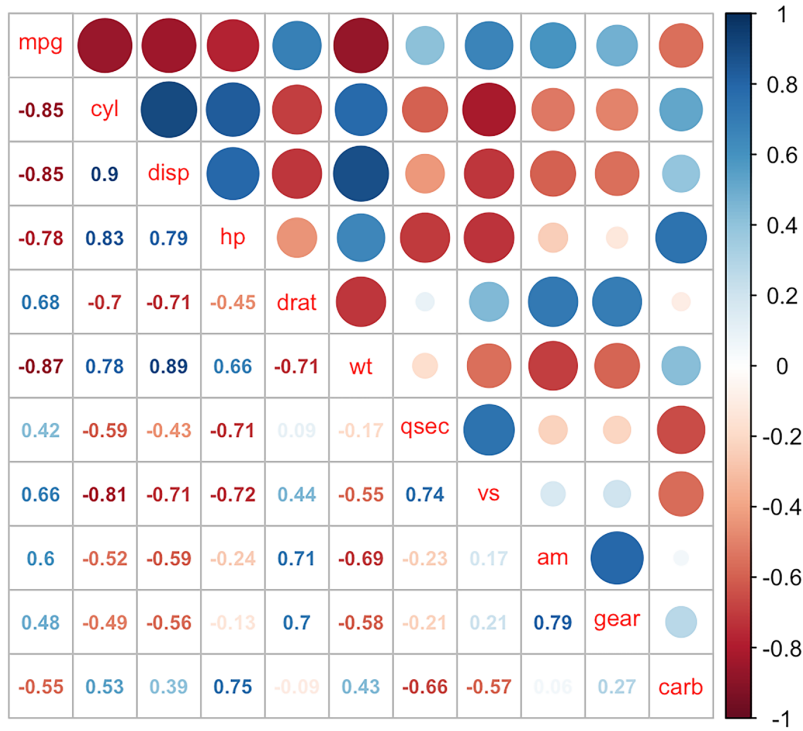 mpg
-0.85 cyl
-0.85 0.9 disp
-0.78 0.83 0.79 hp
0.68 -0.7 -0.71 -0.45 drat
-0.87 0.78 0.89 0.66 -0.71 wt
0.42 -0.59 -0.43 -0.71 0.09 -0.17 qsec
0.66 -0.81 -0.71 -0.72 0.44 -0.55 0.74 vs
0.6 -0.52 -0.59 -0.24 0.71 -0.69 -0.23 0.17 am
0.48 -0.49 -0.56 -0.13 0.7 -0.58 -0.21 0.21 0.79 gear
-0.55 0.53 0.39 0.75 -0.09 0.43 -0.66 -0.57 0.06 0.27 carb
1
0.8
0.6
0.4
0.2
0
-0.2
-0.4
-0.6
-0.8
-1